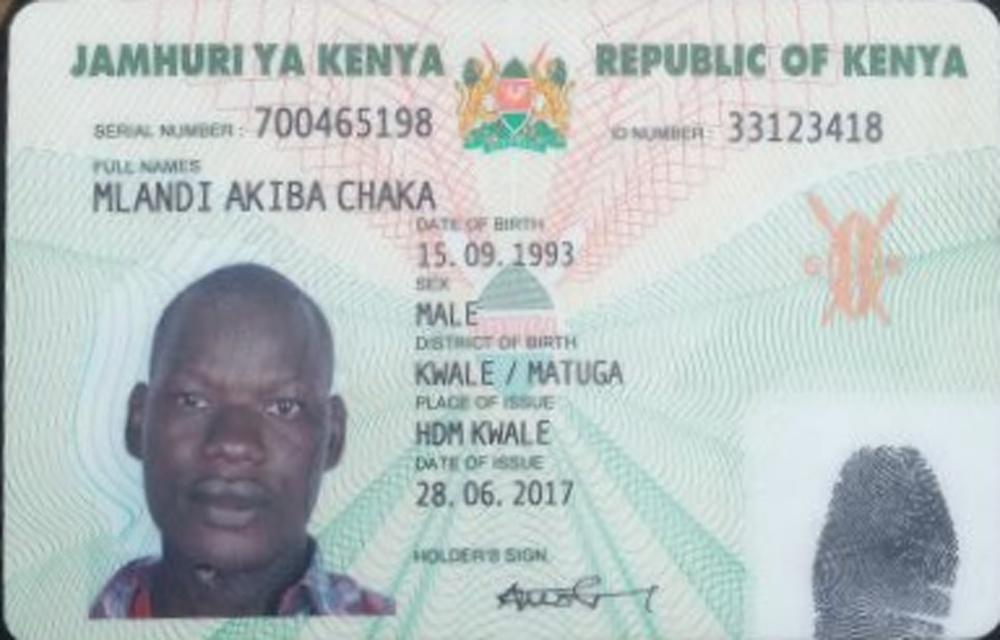 JAMHURI YA KENYA REPUBLIC OF KENYA
SERIAL NUMBER : 700465198 ID NUMBER : 33123418
FULL NAMES
MLANDI AKIBA CHAKA
DATE OF BIRTH
15.09.1993
SEX
MALE
DISTRICT OF BIRTH
KWALE / MATUGA
PLACE OF ISSUE
HDM KWALE
DATE OF ISSUE
28.06.2017
HOLDER'S SIGN.